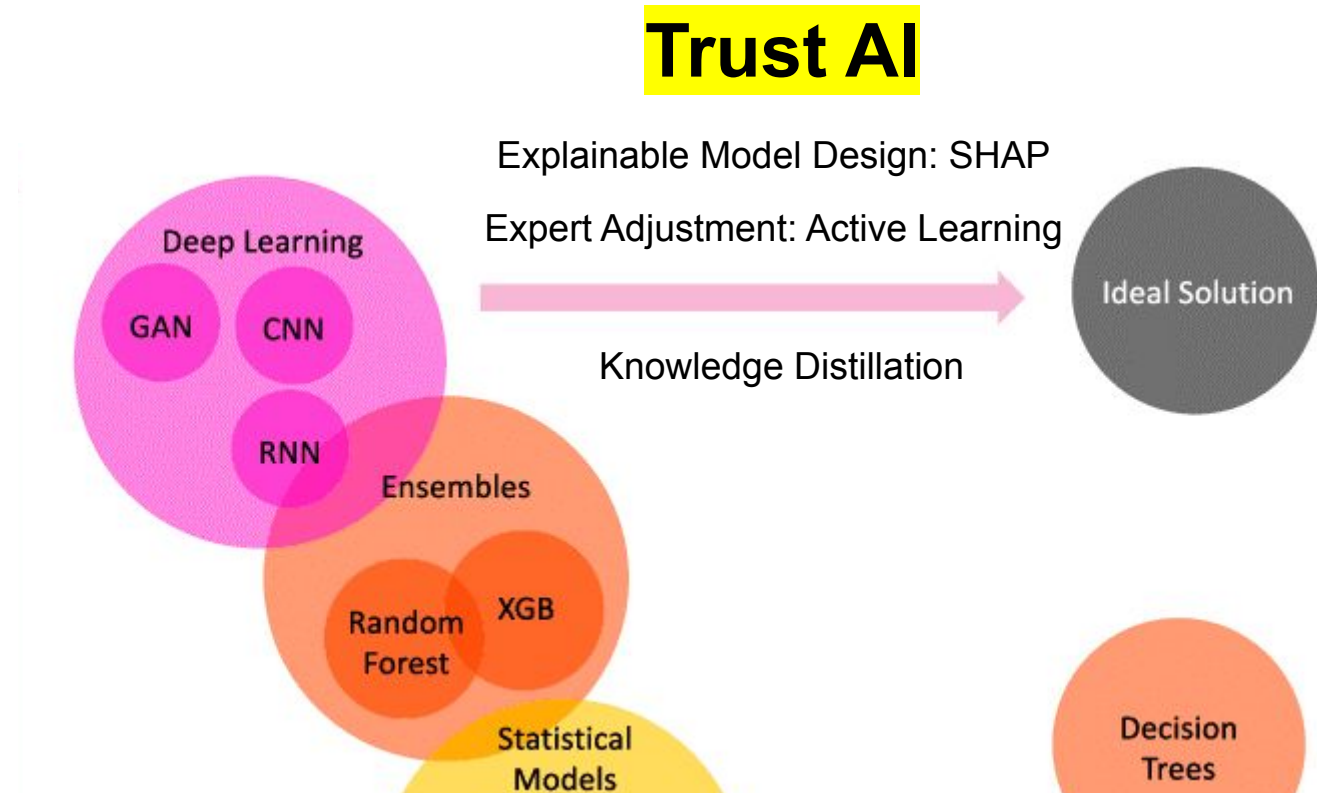 Trust AI
Explainable Model Design: SHAP
Expert Adjustment: Active Learning
Knowledge Distillation
Deep Learning
GAN
CNN
RNN
Ideal Solution
Ensembles
Random
Forest
XGB
Statistical
Models
Decision
Trees